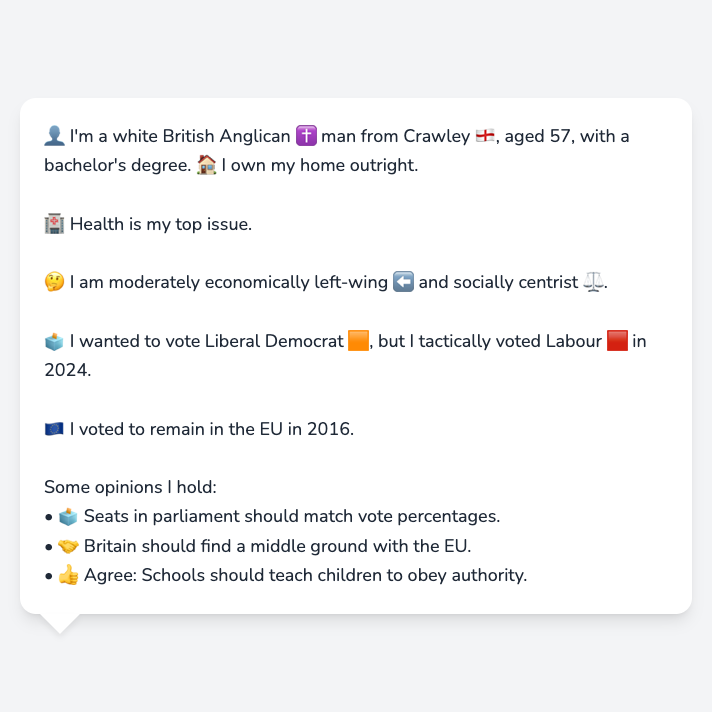 👤 I'm a white British Anglican ✝️ man from Crawley 🏴󠁧󠁢󠁥󠁮󠁧󠁿, aged 57, with a
bachelor's degree. 🏠 I own my home outright.
🏥 Health is my top issue.
🤔 I am moderately economically left-wing ⬅️ and socially centrist ⚖️.
🗳️ I wanted to vote Liberal Democrat 🟧, but I tactically voted Labour 🟥 in
2024.
🇪🇺 I voted to remain in the EU in 2016.
Some opinions I hold:
• 🗳️ Seats in parliament should match vote percentages.
• 🤝 Britain should find a middle ground with the EU.
• 👍 Agree: Schools should teach children to obey authority.